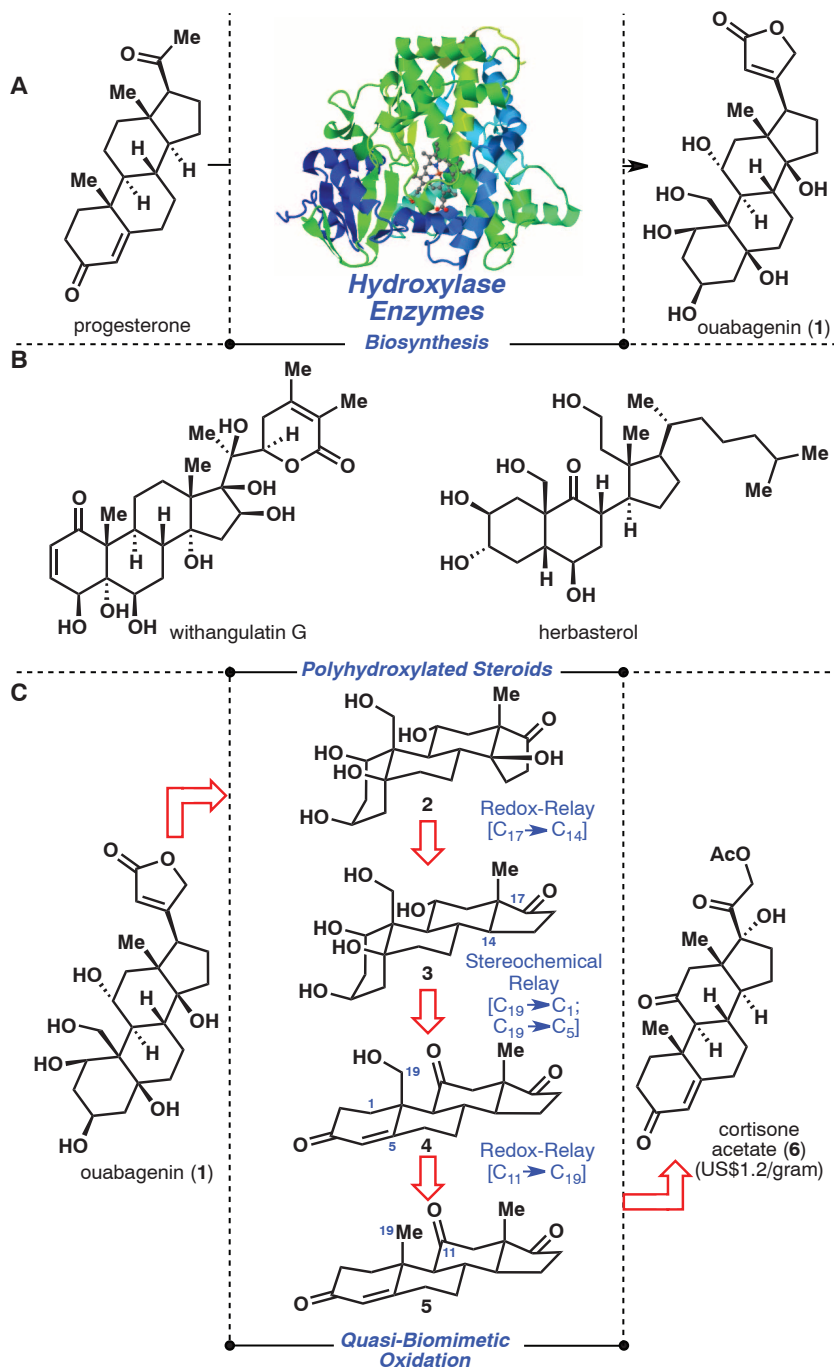 A
Me
O
Me
H
Me
H
H
O
progesterone
Hydroxylase
Enzymes
Biosynthesis
O
O
Me
HO
H
HO
OH
H
HO
OH
HO
ouabagenin (1)
B
Me
Me
HO
Me
H
O
O
Me
OH
O
Me
H
OH
H
OH
HO
OH
HO
withangulatin G
HO
Me
Me
HO
O
HO
H
H
Me
Me
HO
H
OH
herbasterol
Polyhydroxylated Steroids
C
Me
HO
HO
O
HO
HO
OH
HO
2
Redox-Relay
[C17→C14]
Me
HO
HO
17
O
HO
HO
14
HO
3
Stereochemical
Relay
[C19→C1;
C19→C5]
HO
O
Me
O
19
1
O
5
4
Redox-Relay
[C11→C19]
19Me
O
Me
O
11
O
5
Quasi-Biomimetic
Oxidation
O
O
Me
HO
H
HO
OH
H
HO
OH
HO
ouabagenin (1)
AcO
O
OH
Me
O
H
Me
H
H
O
cortisone
acetate (6)
(US$1.2/gram)